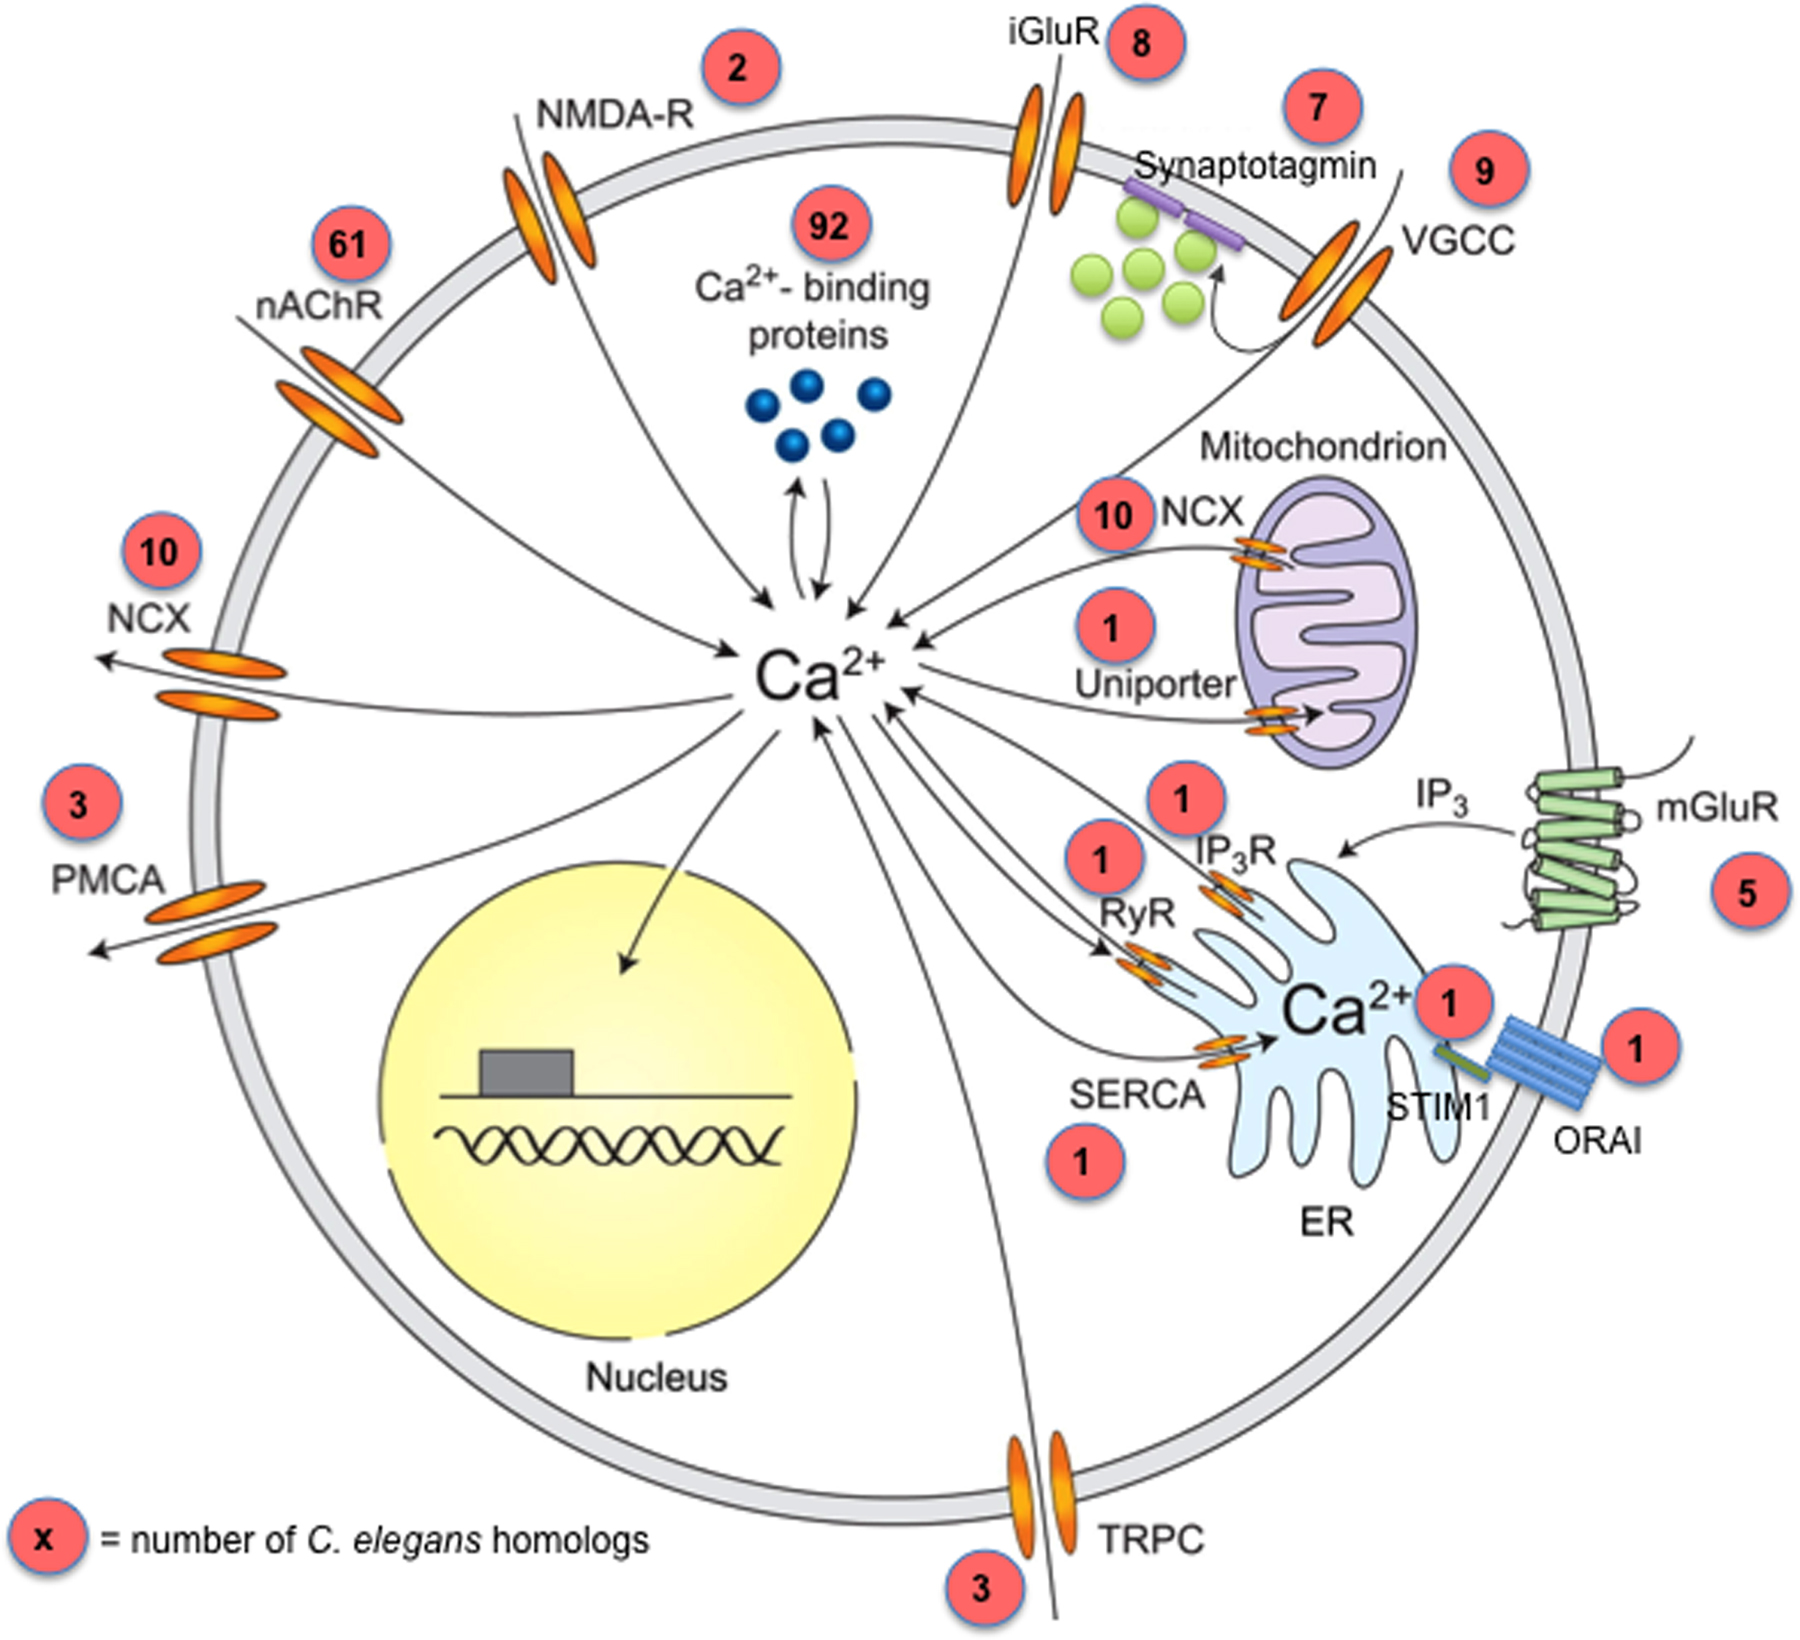 iGluR
8
2
NMDA-R
7
Synaptotagmin
9
VGCC
61
nAChR
92
Ca2+- binding
proteins
Mitochondrion
10
NCX
10
NCX
1
Uniporter
Ca2+
3
PMCA
1
IP3R
1
RyR
IP3
mGluR
5
Ca2+
1
STIM1
1
ORAI
SERCA
1
ER
Nucleus
x
= number of C. elegans homologs
TRPC
3